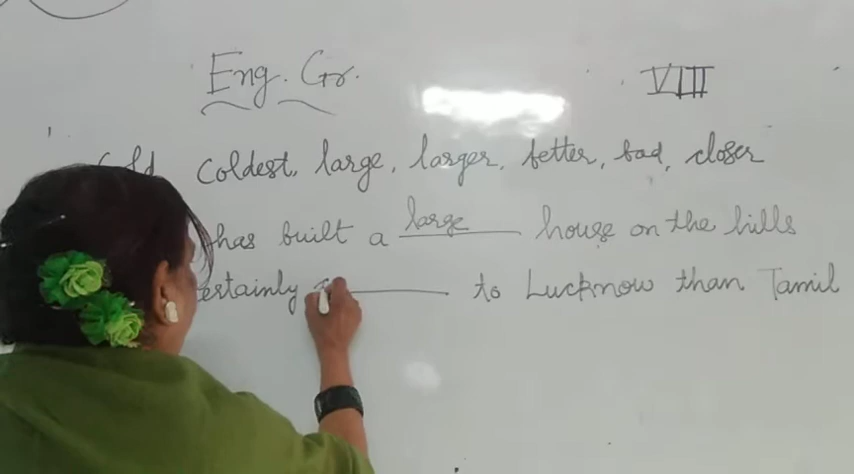 Eng. Gr.
VIII
coldest, large, larger, better, bad, closer
has built a large house on the hills
ertainly to Lucknow than Tamil